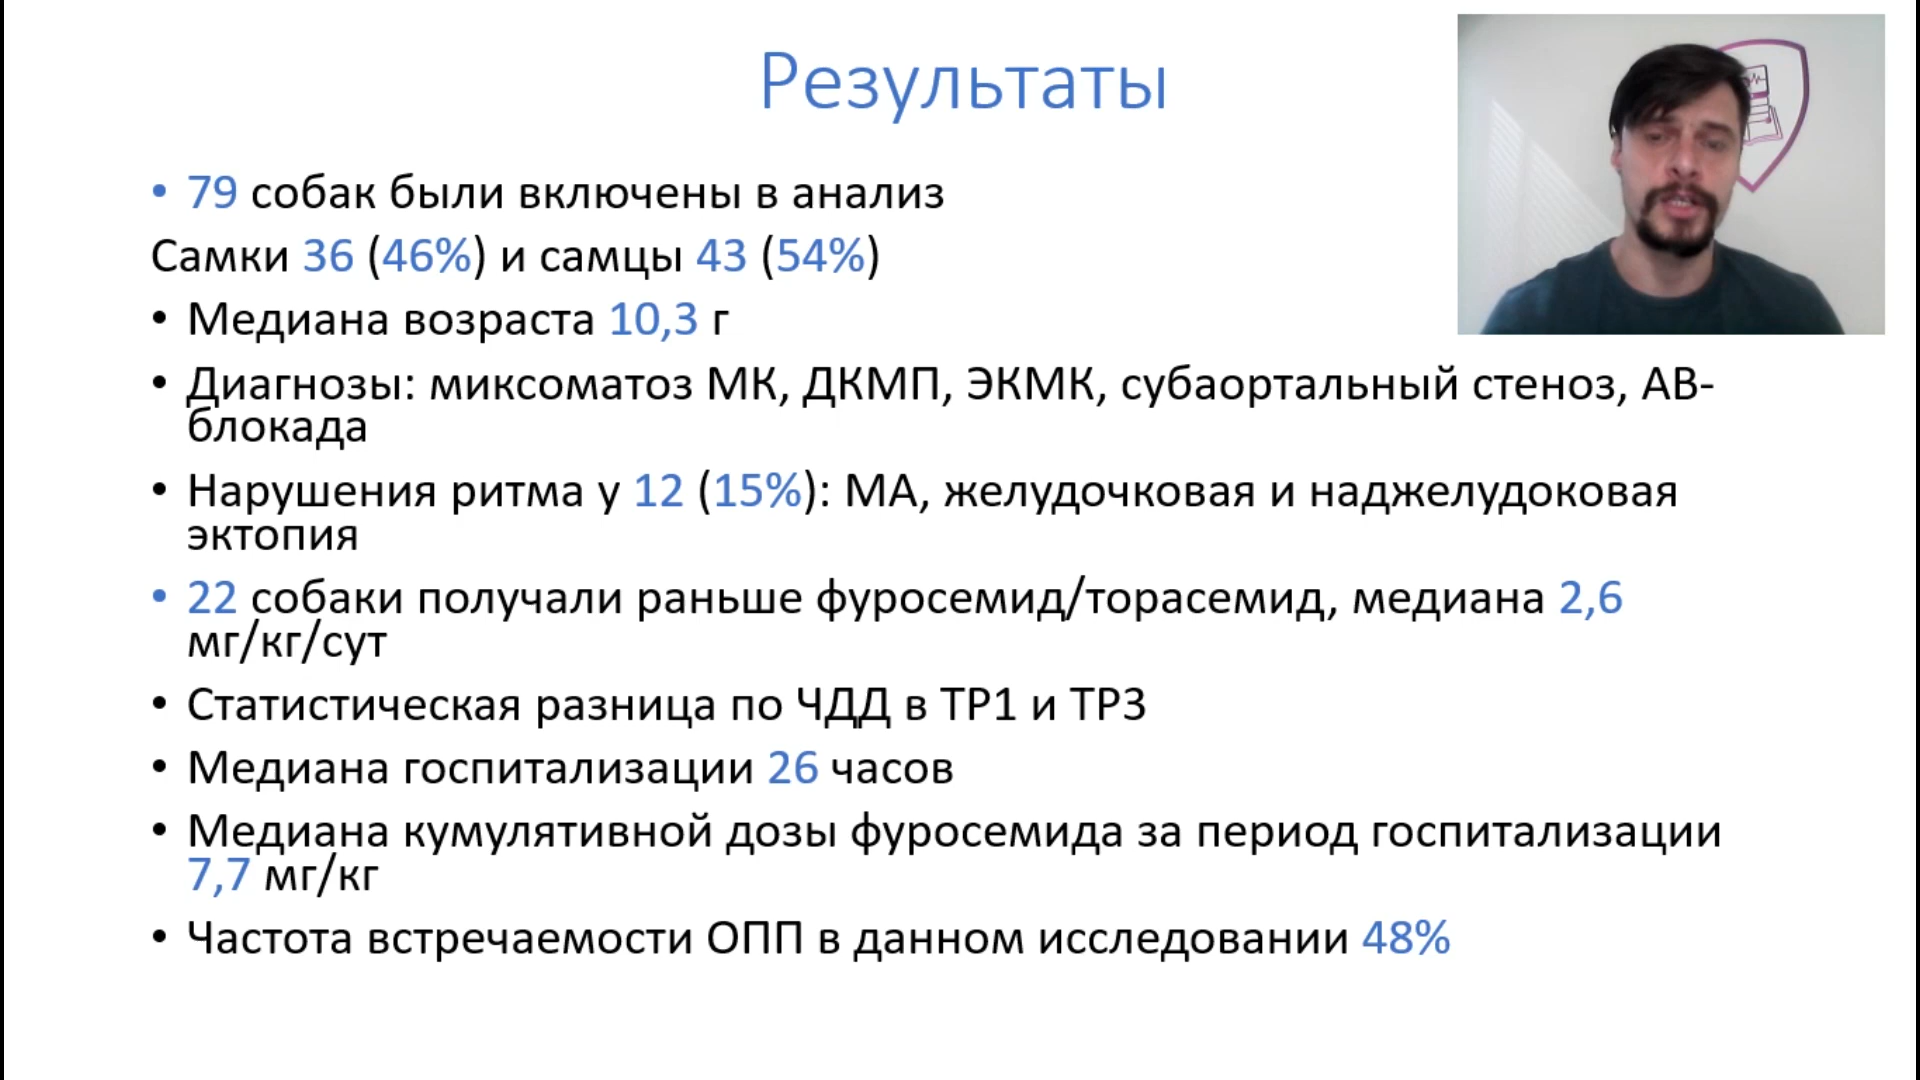 Результаты
• 79 собак были включены в анализ
Самки 36 (46%) и самцы 43 (54%)
• Медиана возраста 10,3 г
• Диагнозы: миксоматоз МК, ДКМП, ЭКМК, субаортальный стеноз, АВ-
блокада
• Нарушения ритма у 12 (15%): МА, желудочковая и наджелудоковая
эктопия
• 22 собаки получали раньше фуросемид/торасемид, медиана 2,6
мг/кг/сут
• Статистическая разница по ЧДД в ТР1 и ТР3
• Медиана госпитализации 26 часов
• Медиана кумулятивной дозы фуросемида за период госпитализации
7,7 мг/кг
• Частота встречаемости ОПП в данном исследовании 48%